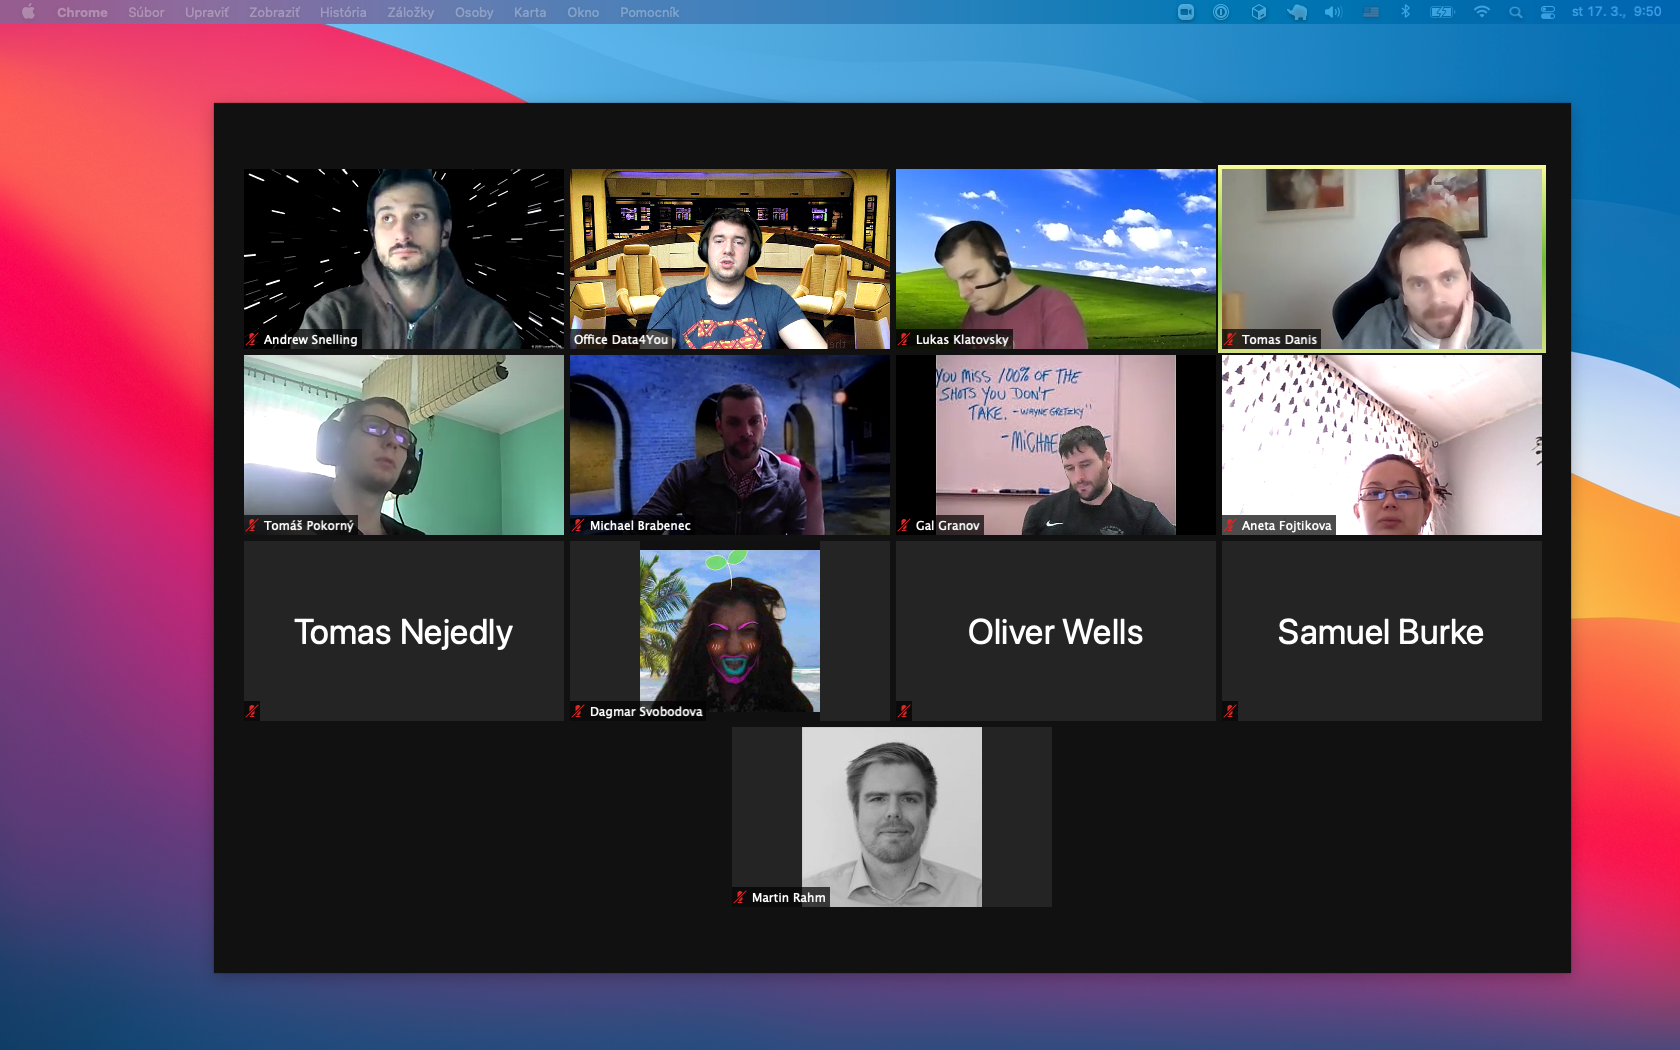 Chrome Súbor Upraviť Zobraziť História Záložky Osoby Karta Okno Pomocník st 17. 3., 9:50
Andrew Snelling
Office Data4You
Lukas Klatovsky
Tomas Danis
YOU MISS 100% OF THE
SHOTS YOU DON'T
TAKE. - WAYNE GRETZKY"
- MICHAE
Tomáš Pokorný
Michael Brabenec
Gal Granov
Aneta Fojtikova
Tomas Nejedly
Oliver Wells
Samuel Burke
Dagmar Svobodova
Martin Rahm